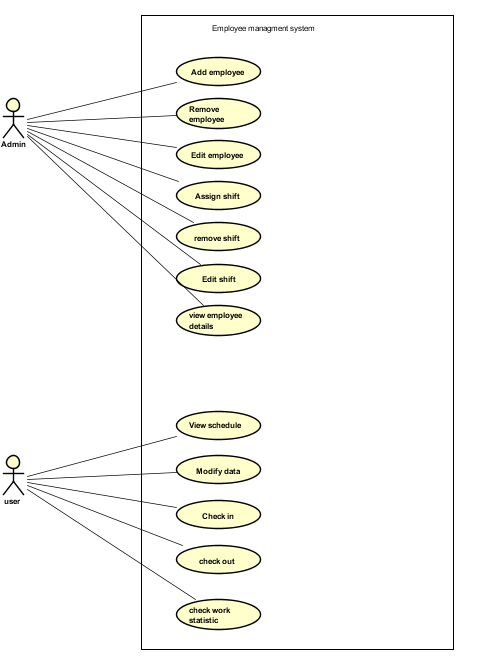 Employee managment system
Add employee
Remove
employee
Admin
Edit employee
Assign shift
remove shift
Edit shift
view employee
details
View schedule
Modify data
user
Check in
check out
check work
statistic